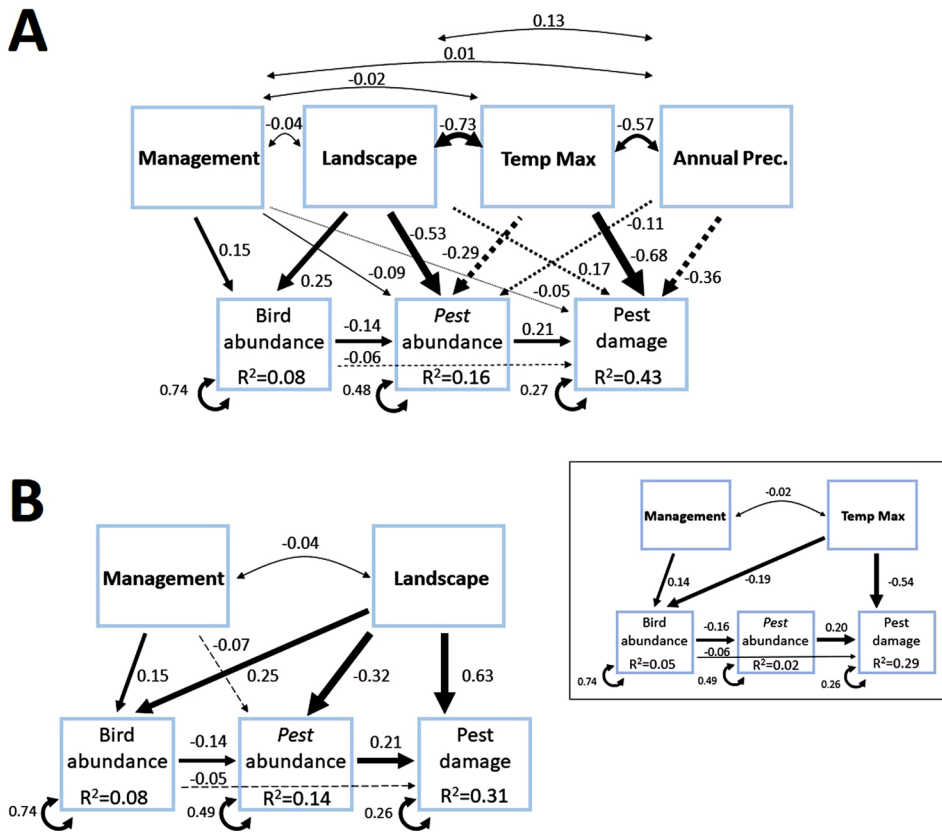 A
0.13
0.01
-0.02
-0.04
-0.73
-0.57
Management
Landscape
Temp Max
Annual Prec.
0.15
0.25
-0.09
-0.53
-0.29
-0.05
0.17
-0.68
-0.11
-0.36
Bird
abundance
R²=0.08
-0.14
-0.06
Pest
abundance
R²=0.16
0.21
Pest
damage
R²=0.43
0.74
0.48
0.27
B
-0.04
Management
Landscape
0.15
-0.07
0.25
-0.32
0.63
Bird
abundance
R²=0.08
-0.14
-0.05
Pest
abundance
R²=0.14
0.21
Pest
damage
R²=0.31
0.74
0.49
0.26
-0.02
Management
Temp Max
0.14
-0.19
-0.54
Bird
abundance
R²=0.05
-0.16
-0.06
Pest
abundance
R²=0.02
0.20
Pest
damage
R²=0.29
0.74
0.49
0.26